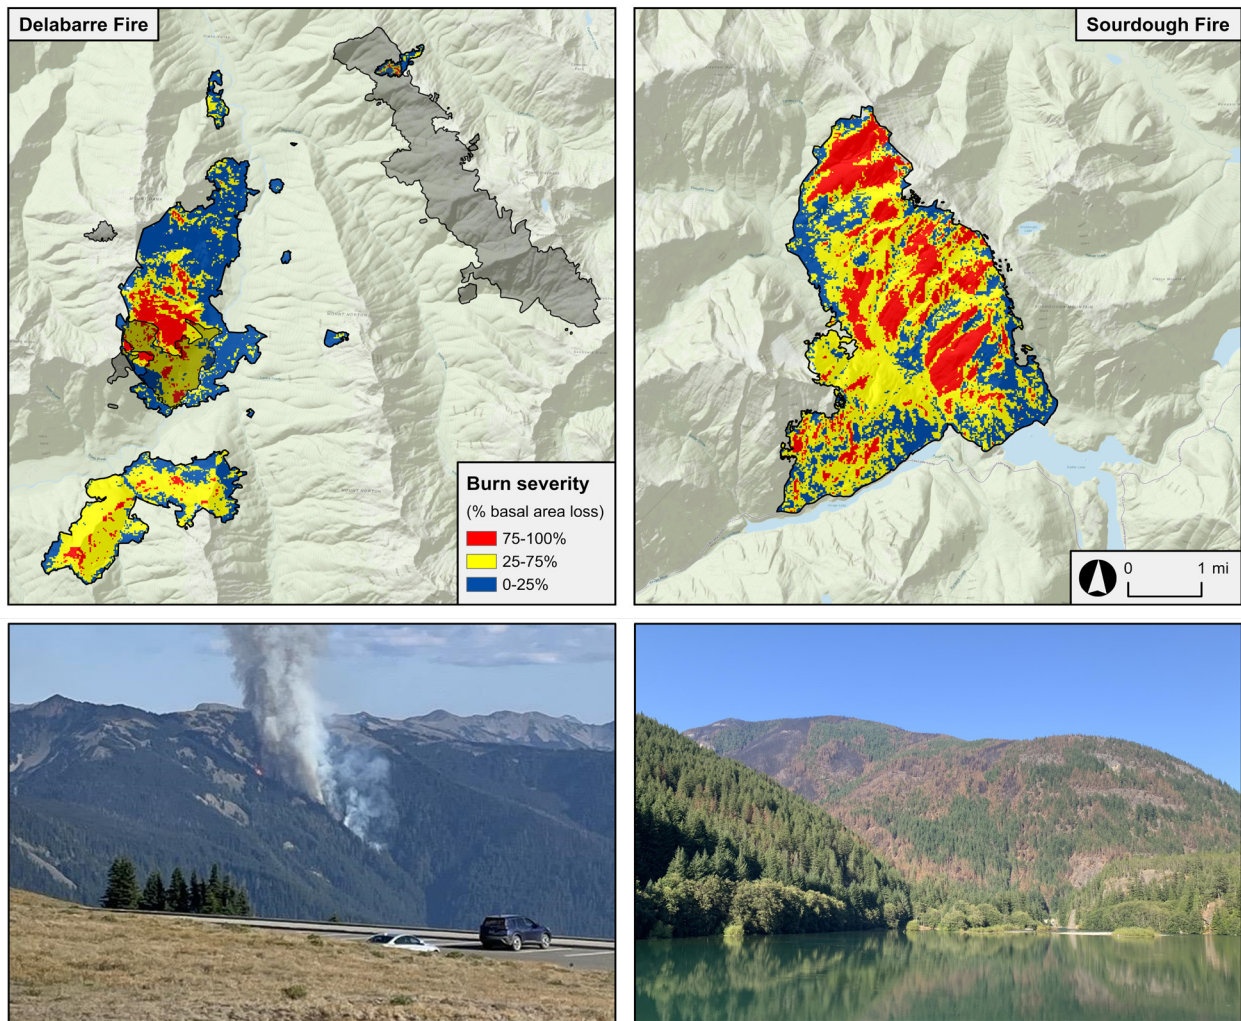 Delabarre Fire
Sourdough Fire
Burn severity
(% basal area loss)
75-100%
25-75%
0-25%
0
1 mi